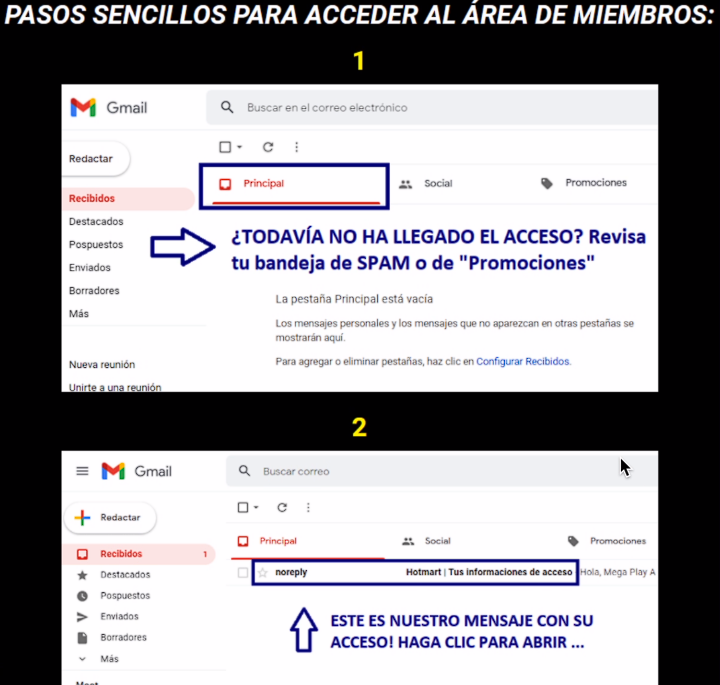 PASOS SENCILLOS PARA ACCEDER AL ÁREA DE MIEMBROS:
1
Gmail
Buscar en el correo electrónico
Redactar
Principal
Social
Promociones
Recibidos
Destacados
Pospuestos
Enviados
Borradores
Más
¿TODAVÍA NO HA LLEGADO EL ACCESO? Revisa
tu bandeja de SPAM o de "Promociones"
La pestaña Principal está vacía
Los mensajes personales y los mensajes que no aparezcan en otras pestañas se
mostrarán aquí.
Para agregar o eliminar pestañas, haz clic en Configurar Recibidos.
Nueva reunión
Unirte a una reunión
2
Gmail
Buscar correo
Redactar
Principal
Social
Promociones
Recibidos 1
Destacados
Pospuestos
Enviados
Borradores
Más
noreply Hotmart | Tus informaciones de acceso Hola, Mega Play A
ESTE ES NUESTRO MENSAJE CON SU
ACCESO! HAGA CLIC PARA ABRIR ...
Meet